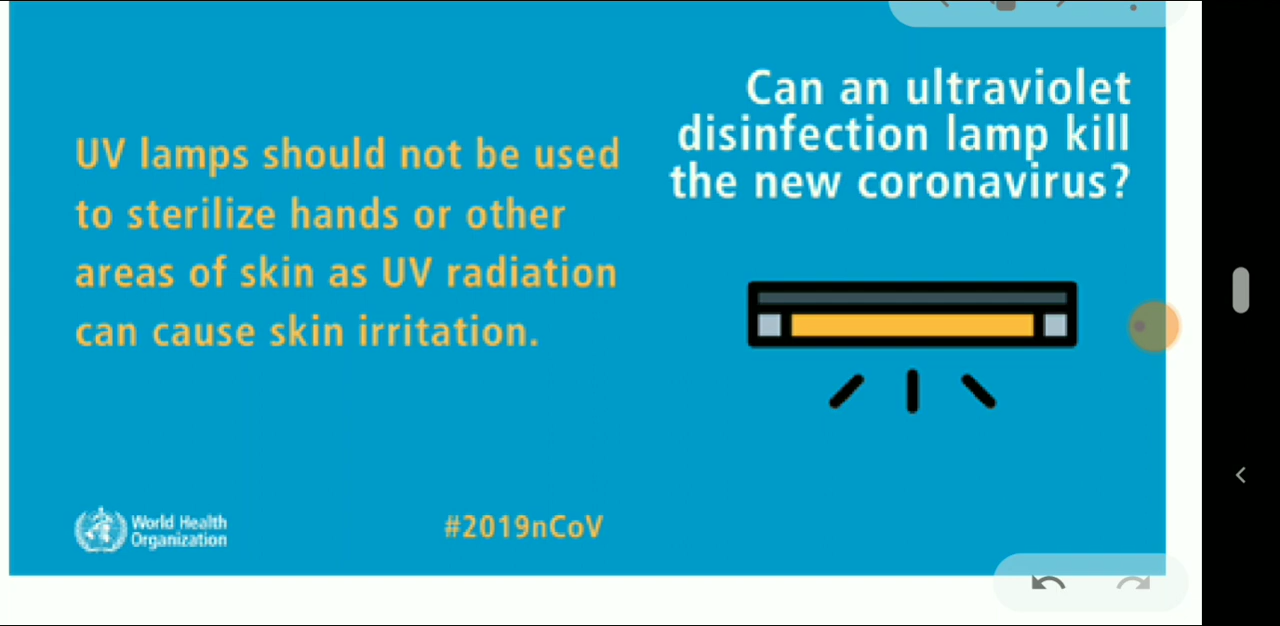 Can an ultraviolet
disinfection lamp kill
the new coronavirus?
UV lamps should not be used
to sterilize hands or other
areas of skin as UV radiation
can cause skin irritation.
World Health
Organization
#2019nCoV